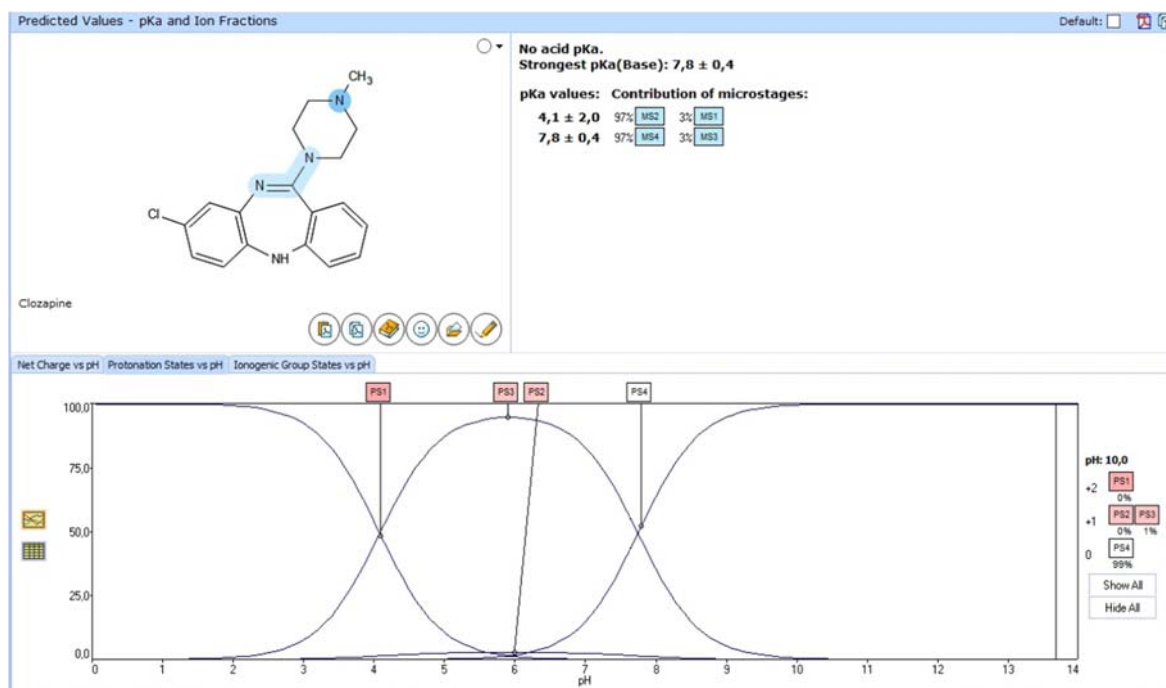 Predicted Values - pKa and Ion Fractions
Default:
No acid pKa.
Strongest pKa(Base): 7,8 ± 0,4
pKa values: Contribution of microstages:
4,1 ± 2,0 97% MS2 3% MS1
7,8 ± 0,4 97% MS4 3% MS3
CH3
N
N
N
Cl
NH
Clozapine
Net Charge vs pH Protonation States vs pH Ionogenic Group States vs pH
PS1 PS3 PS2 PS4
100,0
75,0
50,0
25,0
0,0
0 1 2 3 4 5 6 7 8 9 10 11 12 13 14
pH
pH: 10,0
+2 PS1
0%
+1 PS2 PS3
0% 1%
0 PS4
99%
Show All
Hide All